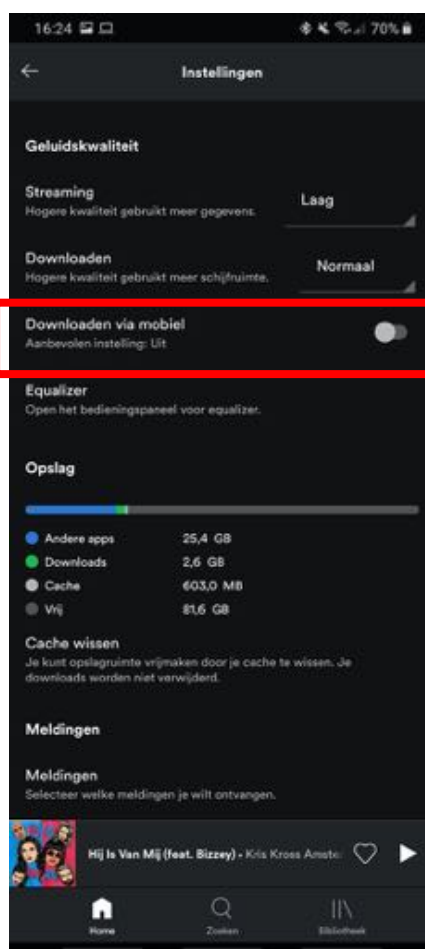 16:24
70%
Instellingen
Geluidskwaliteit
Streaming
Hogere kwaliteit gebruikt meer gegevens.
Laag
Downloaden
Hogere kwaliteit gebruikt meer schijfruimte.
Normaal
Downloaden via mobiel
Aanbevolen instelling: Uit
Equalizer
Open het bedieningspaneel voor equalizer.
Opslag
Andere apps 25,4 GB
Downloads 2,6 GB
Cache 603,0 MB
Vrij 81,6 GB
Cache wissen
Je kunt opslagruimte vrijmaken door je cache te wissen. Je
downloads worden niet verwijderd.
Meldingen
Meldingen
Selecteer welke meldingen je wilt ontvangen.
Hij Is Van Mij (feat. Bizzey) • Kris Kross Amste
Home Zoeken Bibliotheek